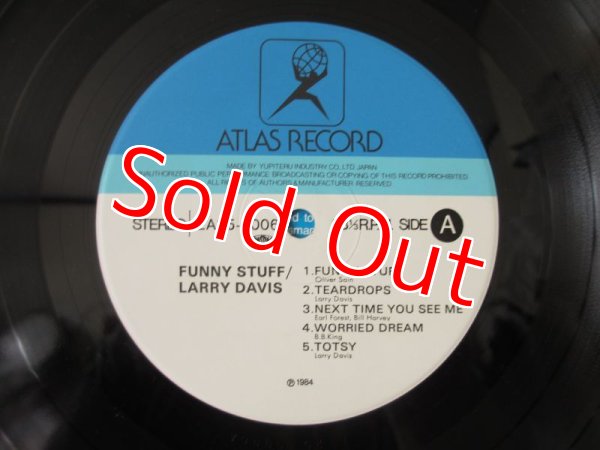 ATLAS RECORD
MADE BY YUPITERU INDUSTRY CO., LTD. JAPAN
UNAUTHORIZED PUBLIC PERFORMANCE BROADCASTING OR COPYING OF THIS RECORD PROHIBITED
ALL RIGHTS OF AUTHORS & MANUFACTURER RESERVED
Sold Out
SIDE A
FUNNY STUFF/
LARRY DAVIS
1.
Oliver Sain
2.TEARDROPS
Larry Davis
3.NEXT TIME YOU SEE ME
Earl Forest, Bill Harvey
4.WORRIED DREAM
B.B.King
5.TOTSY
Larry Davis
℗1984